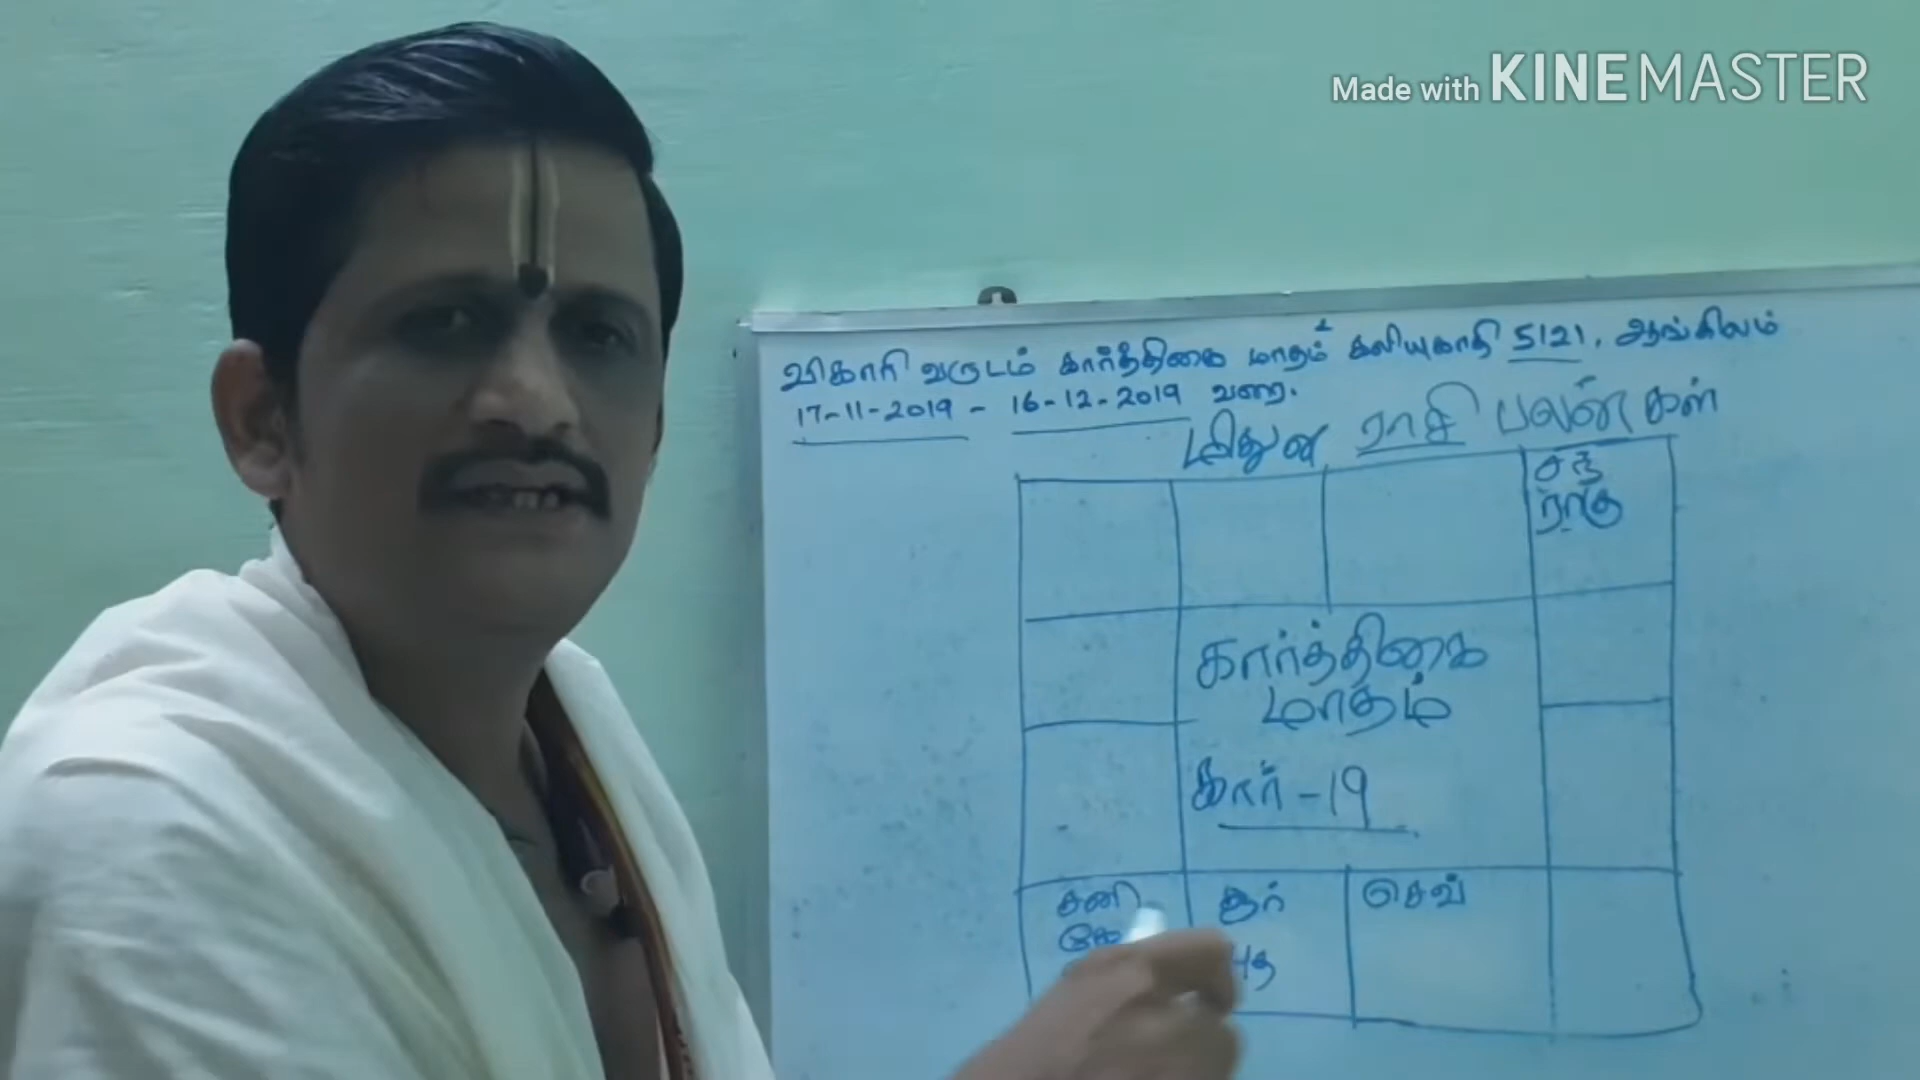 Made with KINEMASTER
விகாரி வருடம் கார்த்திகை மாதம் கலியுகாதி 5121, ஆங்கிலம்
17-11-2019 - 16-12-2019 வரை.
மிதுன ராசி பலன்கள்
சந்
ராகு
கார்த்திகை
மாதம்
கார் - 19
சனி சூர் செவ்